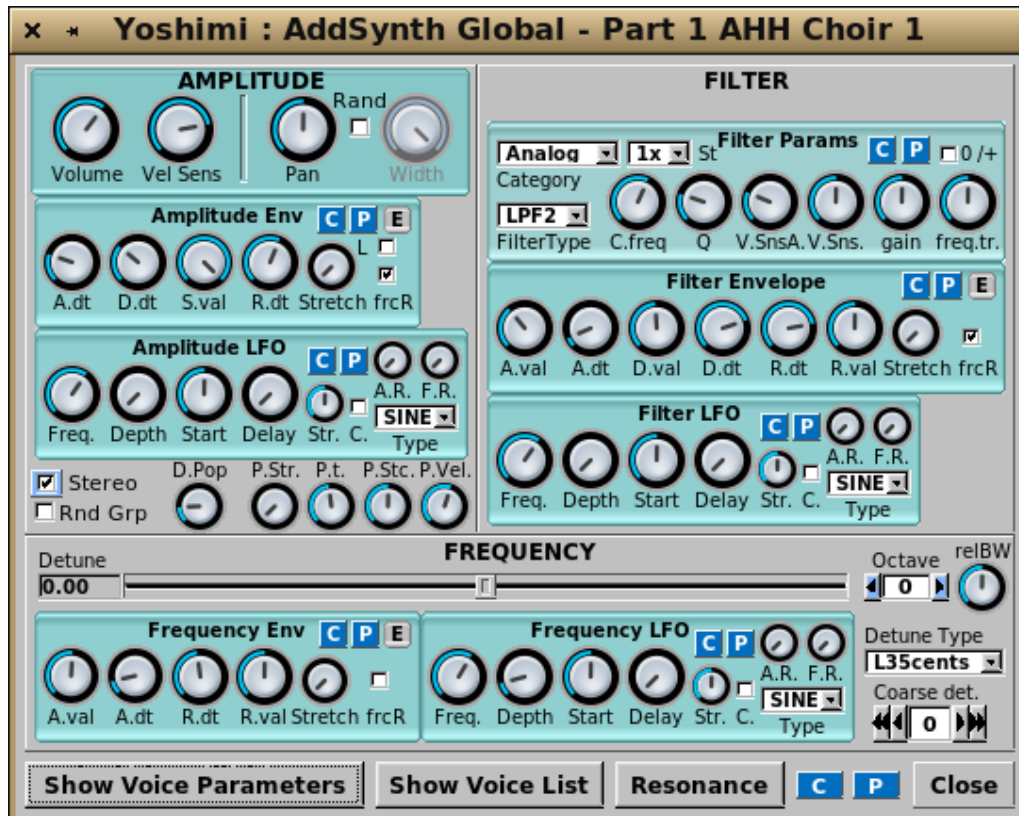 Yoshimi : AddSynth Global - Part 1 AHH Choir 1
AMPLITUDE
Rand
Volume Vel Sens Pan Width
Amplitude Env C P E
L
A.dt D.dt S.val R.dt Stretch frcR
Amplitude LFO C P
A.R. F.R.
SINE
Freq. Depth Start Delay Str. C. Type
Stereo
Rnd Grp
D.Pop P.Str. P.t. P.Stc. P.Vel.
FILTER
Analog 1x St Filter Params C P 0 /+
Category
LPF2
FilterType C.freq Q V.SnsA. V.Sns. gain freq.tr.
Filter Envelope C P E
A.val A.dt D.val D.dt R.dt R.val Stretch frcR
Filter LFO C P
A.R. F.R.
SINE
Freq. Depth Start Delay Str. C. Type
FREQUENCY
Detune
0.00
Octave relBW
0
Frequency Env C P E
A.val A.dt R.dt R.val Stretch frcR
Frequency LFO C P
A.R. F.R.
SINE
Freq. Depth Start Delay Str. C. Type
Detune Type
L35cents
Coarse det.
0
Show Voice Parameters Show Voice List Resonance C P Close